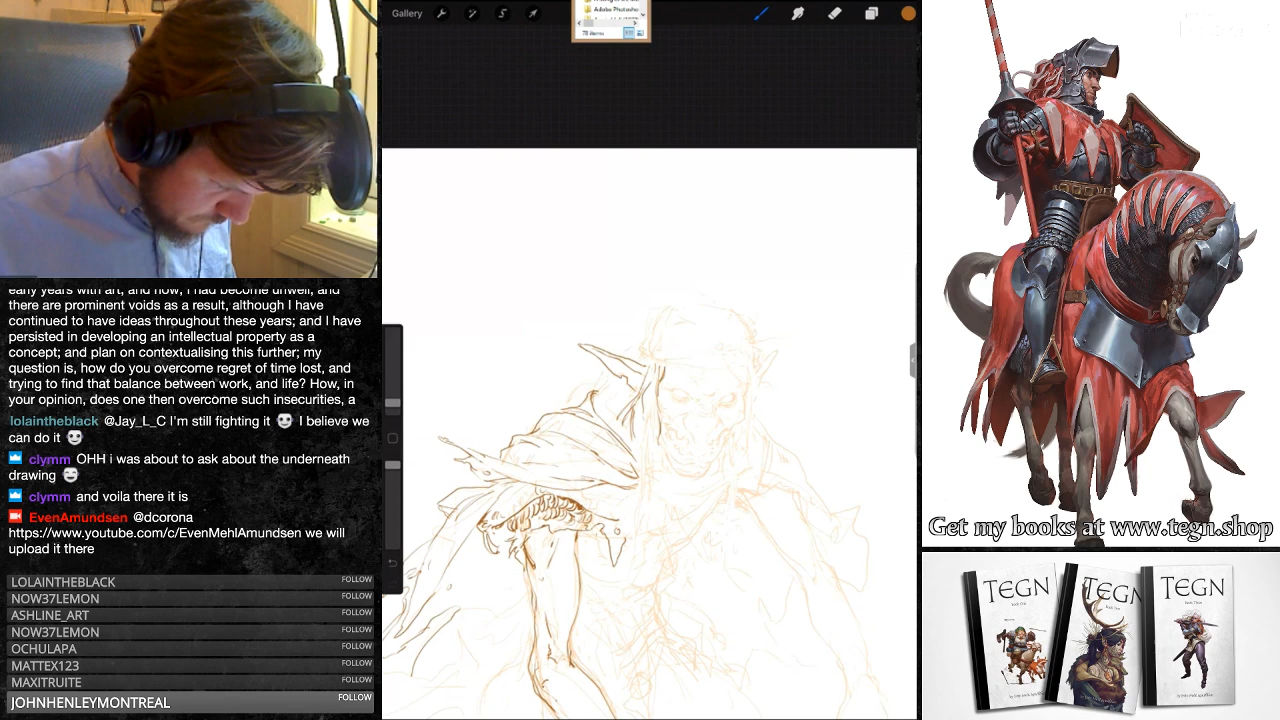 Gallery
Adobe Photosho
78 items
early years with art, and now, I had become unwell, and
there are prominent voids as a result, although I have
continued to have ideas throughout these years; and I have
persisted in developing an intellectual property as a
concept; and plan on contextualising this further; my
question is, how do you overcome regret of time lost, and
trying to find that balance between work, and life? How, in
your opinion, does one then overcome such insecurities, a
lolaintheblack @Jay_L_C I'm still fighting it I believe we
can do it
clymm OHH i was about to ask about the underneath
drawing
clymm and voila there it is
EvenAmundsen @dcorona
https://www.youtube.com/c/EvenMehlAmundsen we will
upload it there
LOLAINTHEBLACK FOLLOW
NOW37LEMON FOLLOW
ASHLINE_ART FOLLOW
NOW37LEMON FOLLOW
OCHULAPA FOLLOW
MATTEX123 FOLLOW
MAXITRUITE FOLLOW
JOHNHENLEYMONTREAL FOLLOW
Get my books at www.tegn.shop
TEGN
TEGN
TEGN